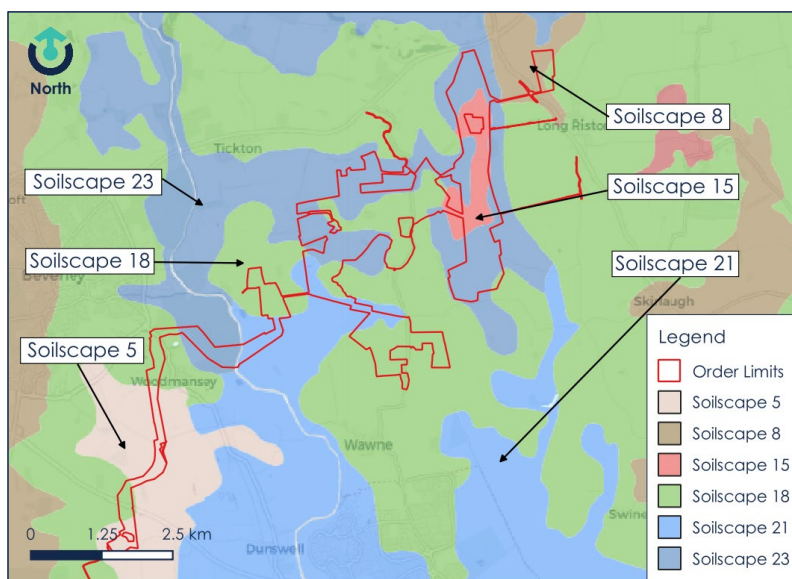 North
Soilscape 8
Long Riston
Tickton
Soilscape 23
Soilscape 15
Soilscape 18
Soilscape 21
Beverley
Skirlaugh
Soilscape 5
Woodmansey
Wawne
Dunswell
Swine
0 1.25 2.5 km
Legend
Order Limits
Soilscape 5
Soilscape 8
Soilscape 15
Soilscape 18
Soilscape 21
Soilscape 23